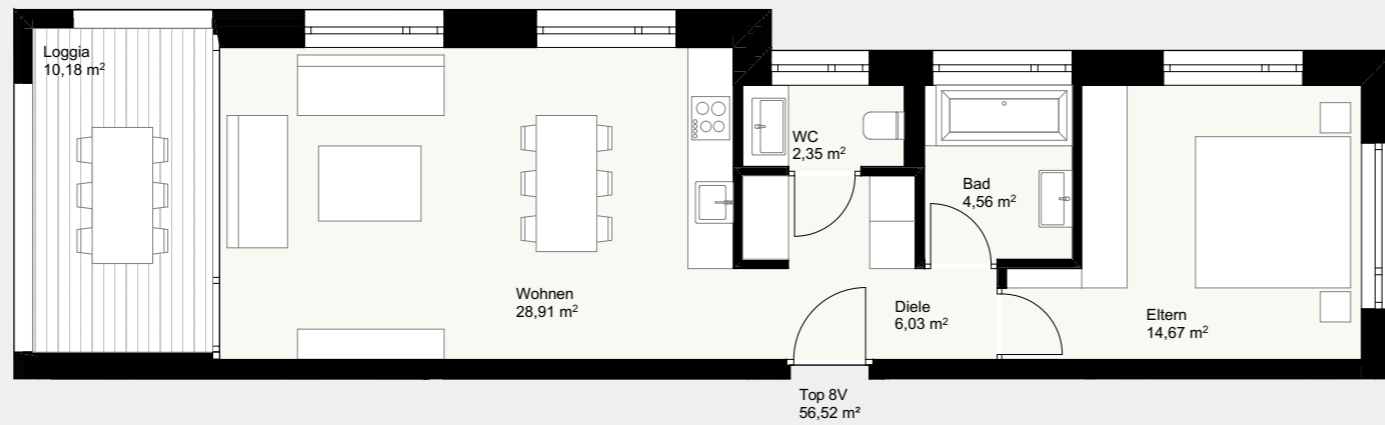 Loggia
10,18 m²
WC
2,35 m²
Bad
4,56 m²
Wohnen
28,91 m²
Diele
6,03 m²
Eltern
14,67 m²
Top 8V
56,52 m²